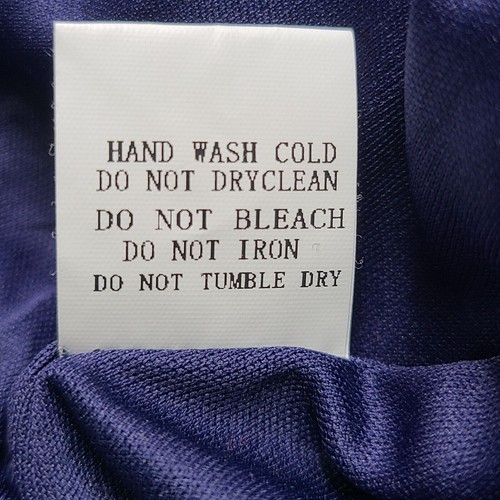 HAND WASH COLD
DO NOT DRYCLEAN
DO NOT BLEACH
DO NOT IRON
DO NOT TUMBLE DRY